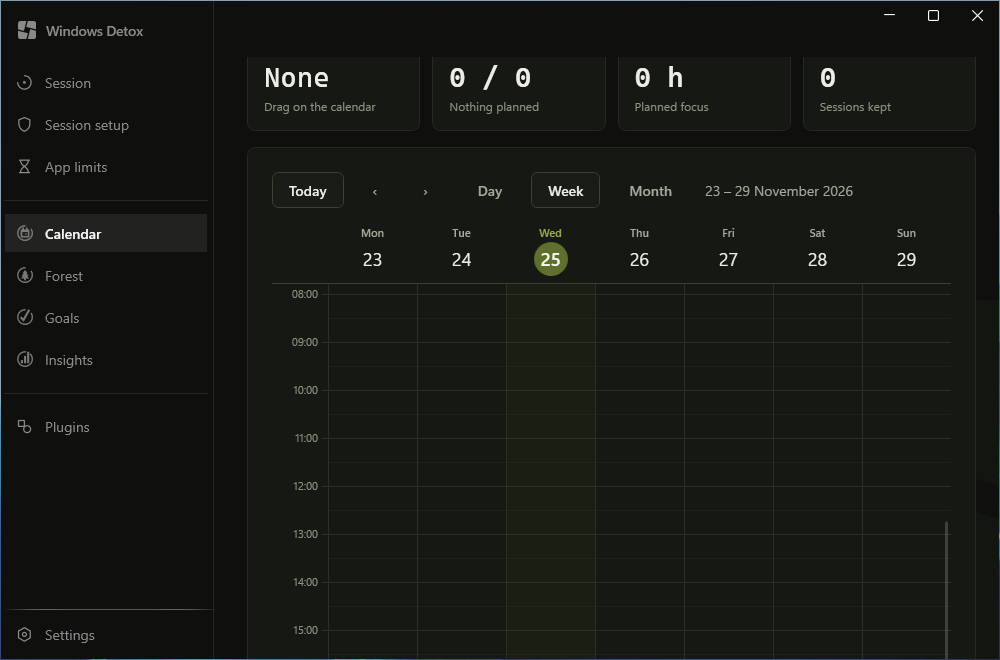 Windows Detox
Session
Session setup
App limits
Calendar
Forest
Goals
Insights
Plugins
Settings
None
Drag on the calendar
0 / 0
Nothing planned
0 h
Planned focus
0
Sessions kept
Today ‹ › Day Week Month 23 – 29 November 2026
Mon Tue Wed Thu Fri Sat Sun
23 24 25 26 27 28 29
08:00
09:00
10:00
11:00
12:00
13:00
14:00
15:00